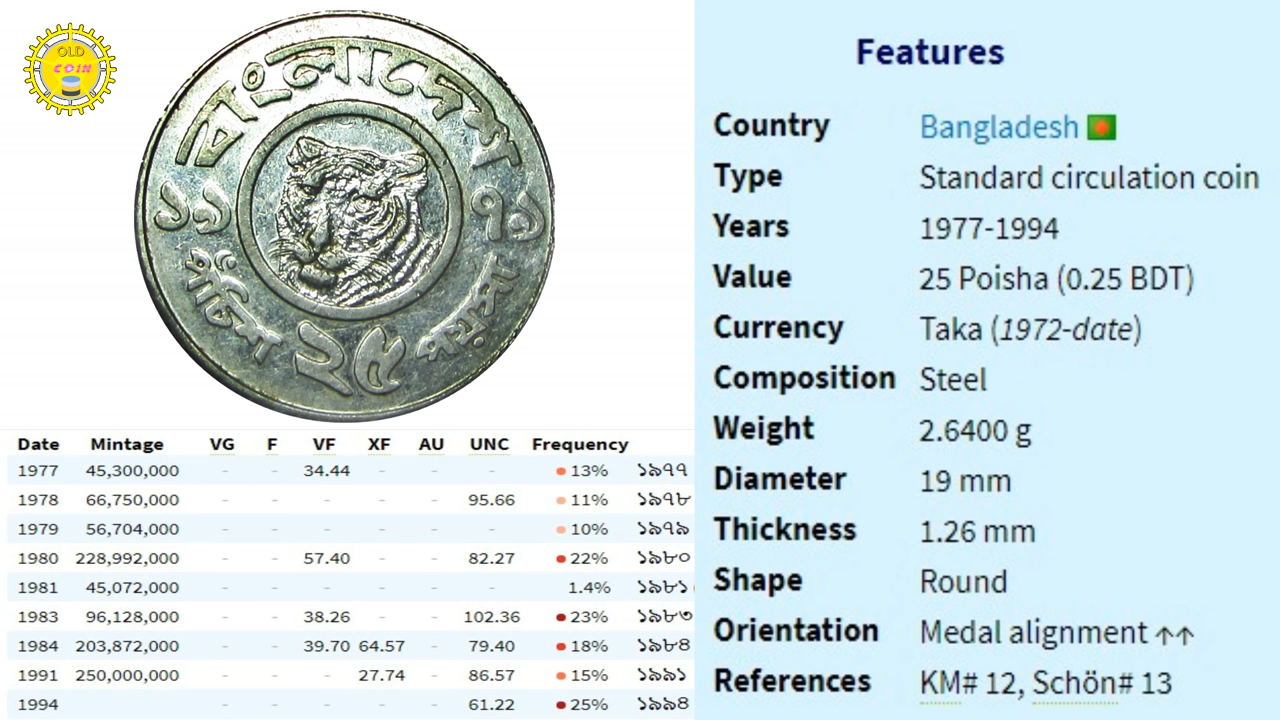 OLD
COIN
বাংলাদেশ
১৯
পঁচিশ ২৫ পয়সা
Date Mintage VG F VF XF AU UNC Frequency
1977 45,300,000 - - 34.44 - - - 13% ১৯৭৭
1978 66,750,000 - - - - - 95.66 11% ১৯৭৮
1979 56,704,000 - - - - - - 10% ১৯৭৯
1980 228,992,000 - - 57.40 - - 82.27 22% ১৯৮০
1981 45,072,000 - - - - - - 1.4% ১৯৮১
1983 96,128,000 - - 38.26 - - 102.36 23% ১৯৮৩
1984 203,872,000 - - 39.70 64.57 - 79.40 18% ১৯৮৪
1991 250,000,000 - - - 27.74 - 86.57 15% ১৯৯১
1994 - - - - - 61.22 25% ১৯৯৪
Features
Country Bangladesh
Type Standard circulation coin
Years 1977-1994
Value 25 Poisha (0.25 BDT)
Currency Taka (1972-date)
Composition Steel
Weight 2.6400 g
Diameter 19 mm
Thickness 1.26 mm
Shape Round
Orientation Medal alignment ↑↑
References KM# 12, Schön# 13